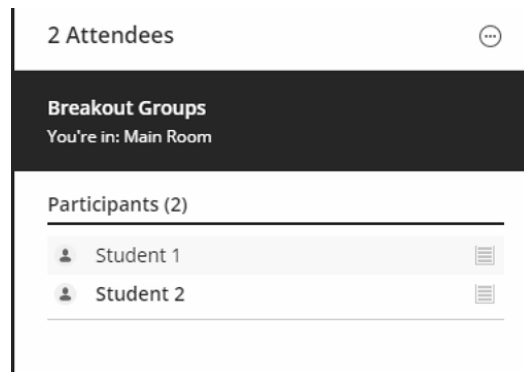 2 Attendees
Breakout Groups
You're in: Main Room
Participants (2)
Student 1
Student 2